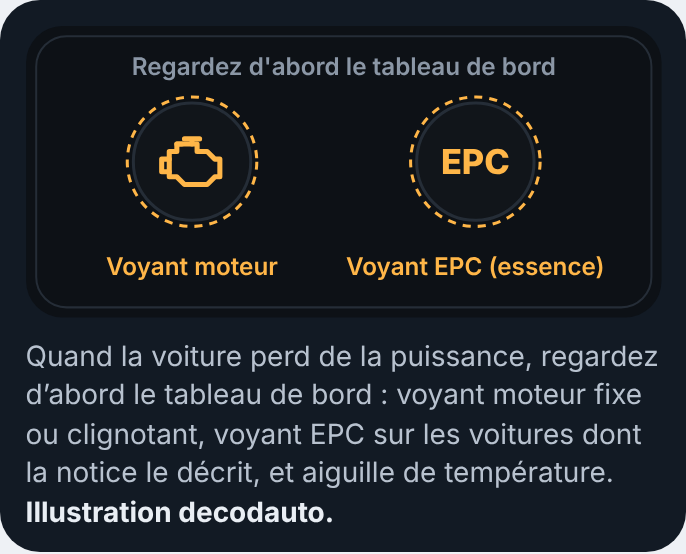 Regardez d'abord le tableau de bord
EPC
Voyant moteur
Voyant EPC (essence)
Quand la voiture perd de la puissance, regardez
d’abord le tableau de bord : voyant moteur fixe
ou clignotant, voyant EPC sur les voitures dont
la notice le décrit, et aiguille de température.
Illustration decodauto.